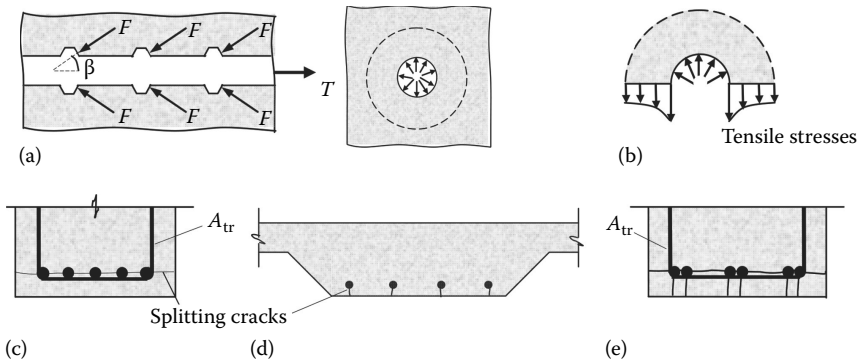 F F F
β
T
F F F
(a)
Tensile stresses
(b)
A_tr
Splitting cracks
A_tr
(c) (d) (e)